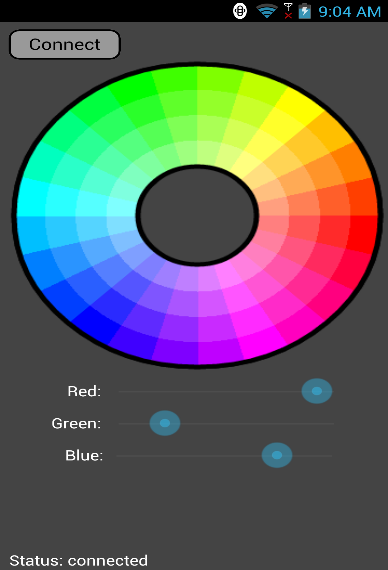 9:04 AM
Connect
Red:
Green:
Blue:
Status: connected